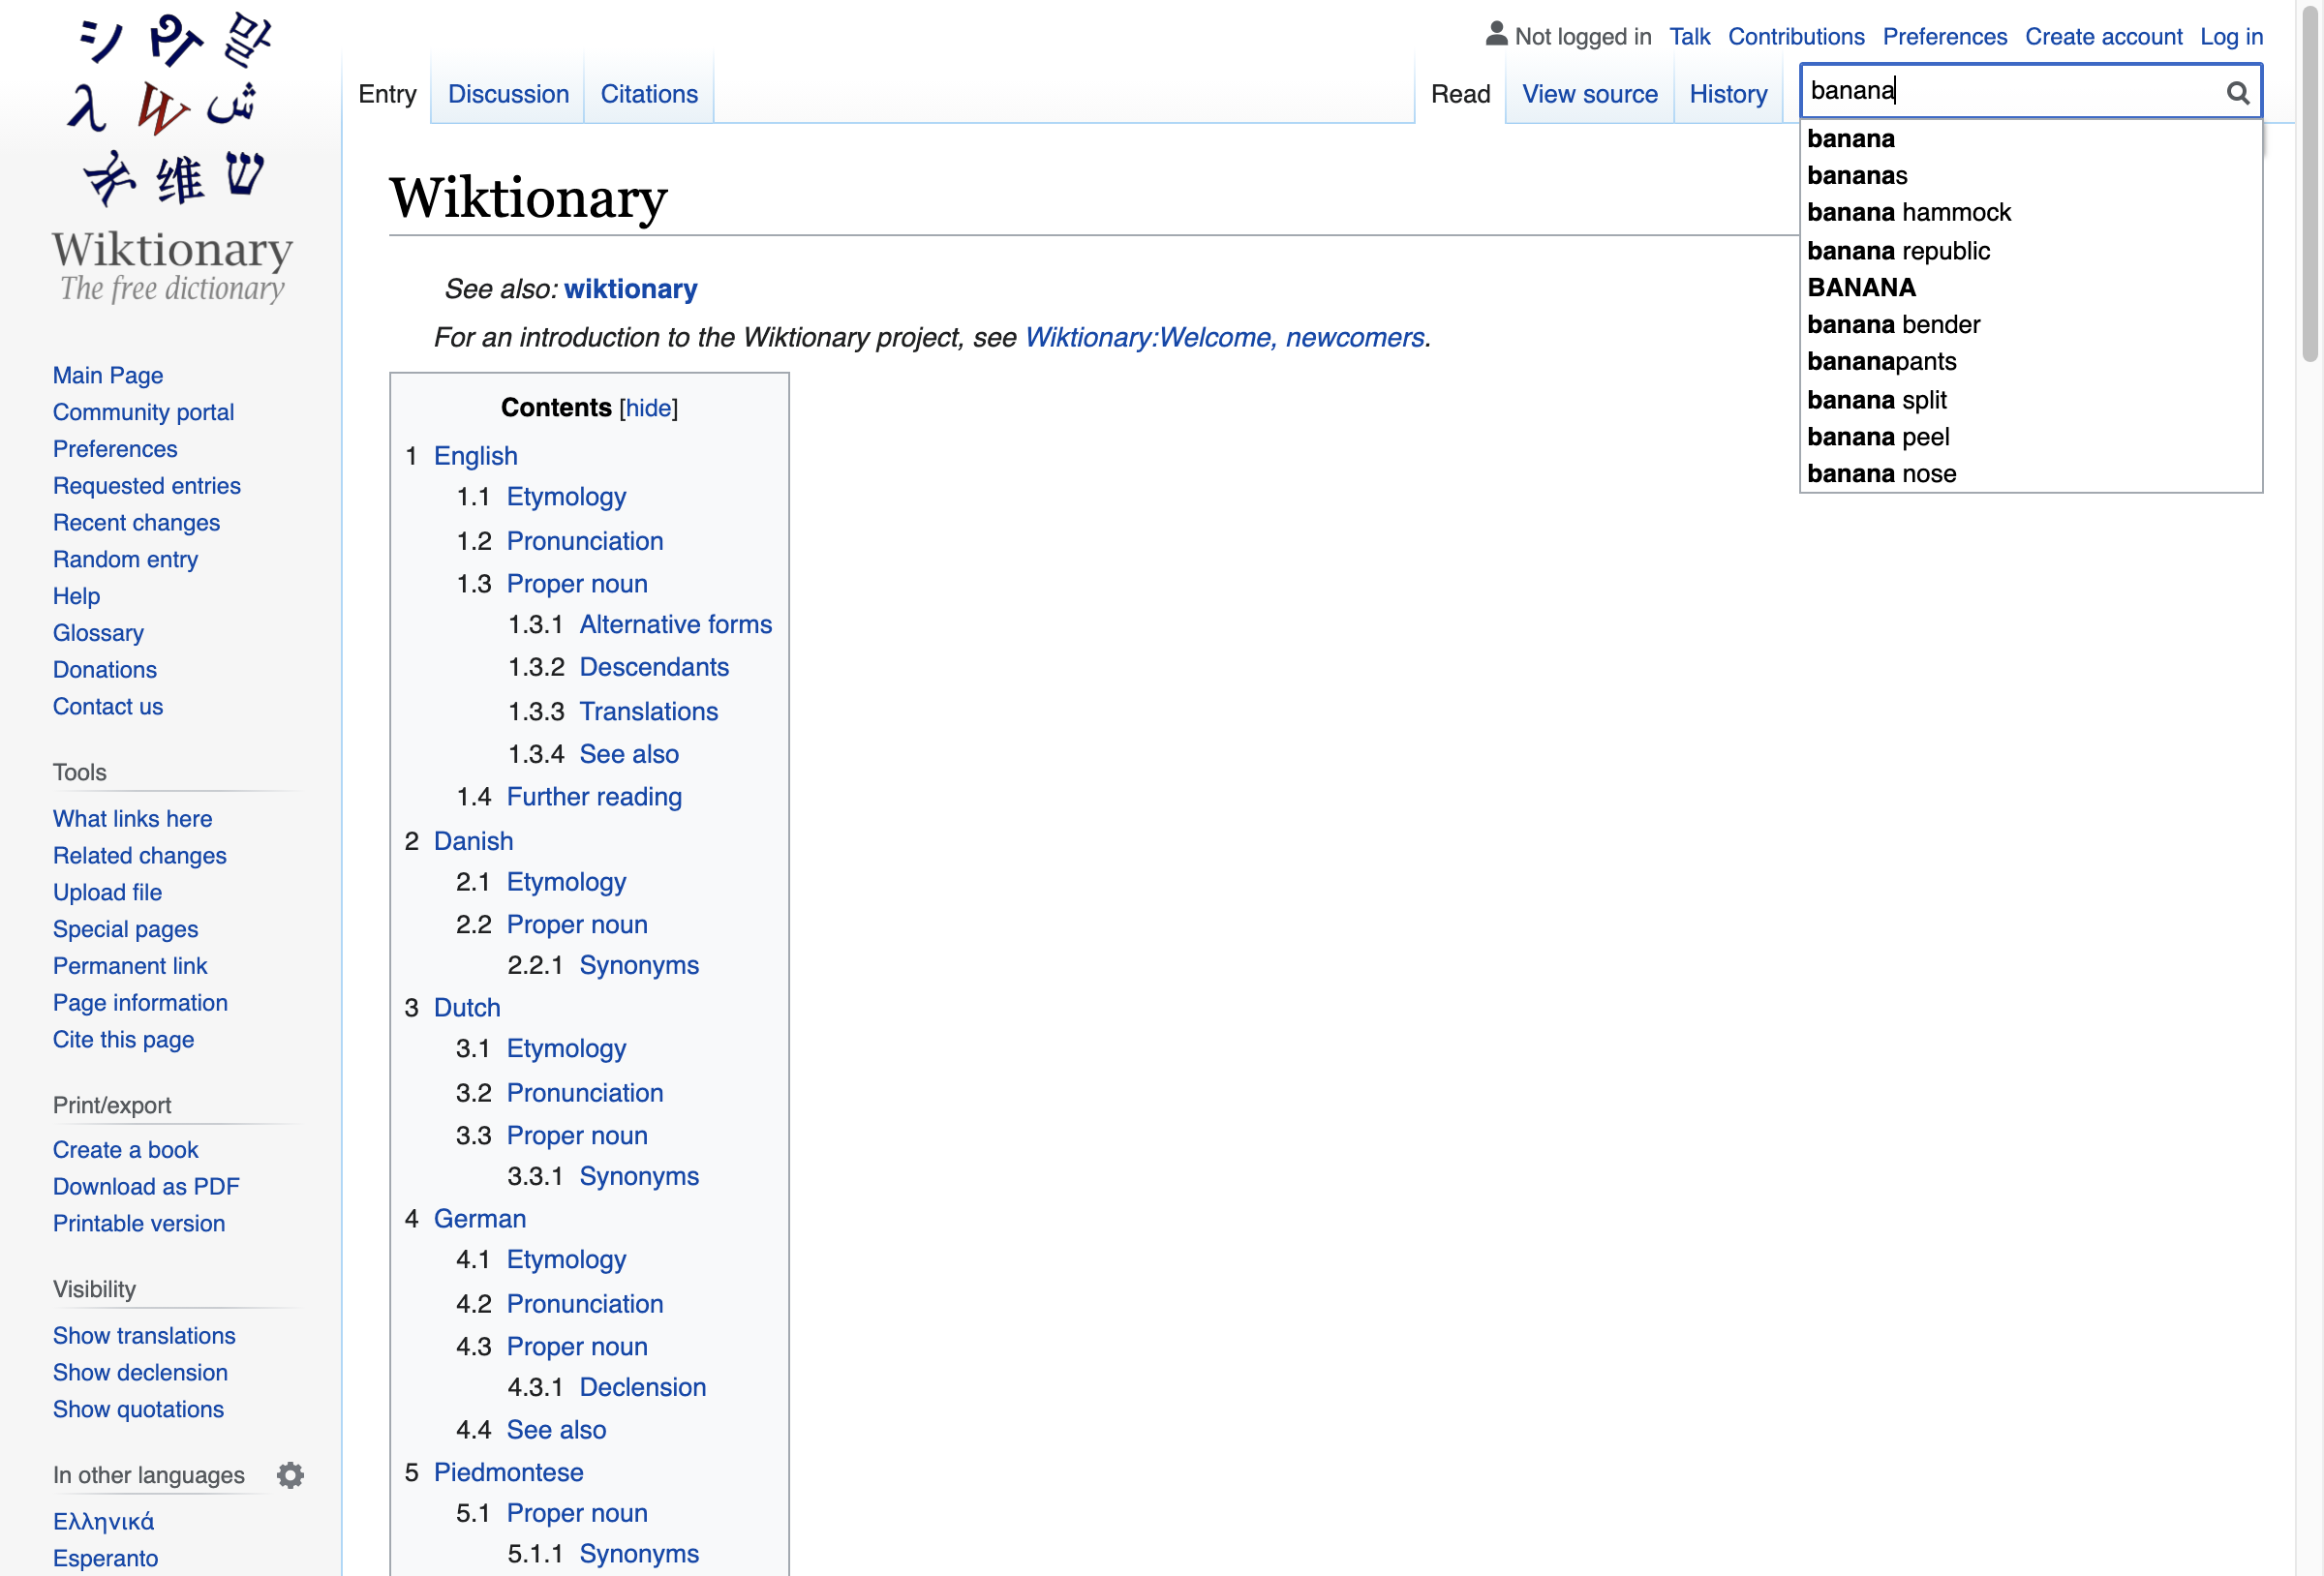 シ や 말
λ W ش
维 ש
Wiktionary
The free dictionary
Main Page
Community portal
Preferences
Requested entries
Recent changes
Random entry
Help
Glossary
Donations
Contact us
Tools
What links here
Related changes
Upload file
Special pages
Permanent link
Page information
Cite this page
Print/export
Create a book
Download as PDF
Printable version
Visibility
Show translations
Show declension
Show quotations
In other languages
Ελληνικά
Esperanto
Not logged in Talk Contributions Preferences Create account Log in
Entry Discussion Citations Read View source History banana
banana
bananas
banana hammock
banana republic
BANANA
banana bender
bananapants
banana split
banana peel
banana nose
Wiktionary
See also: wiktionary
For an introduction to the Wiktionary project, see Wiktionary:Welcome, newcomers.
Contents [hide]
1 English
1.1 Etymology
1.2 Pronunciation
1.3 Proper noun
1.3.1 Alternative forms
1.3.2 Descendants
1.3.3 Translations
1.3.4 See also
1.4 Further reading
2 Danish
2.1 Etymology
2.2 Proper noun
2.2.1 Synonyms
3 Dutch
3.1 Etymology
3.2 Pronunciation
3.3 Proper noun
3.3.1 Synonyms
4 German
4.1 Etymology
4.2 Pronunciation
4.3 Proper noun
4.3.1 Declension
4.4 See also
5 Piedmontese
5.1 Proper noun
5.1.1 Synonyms